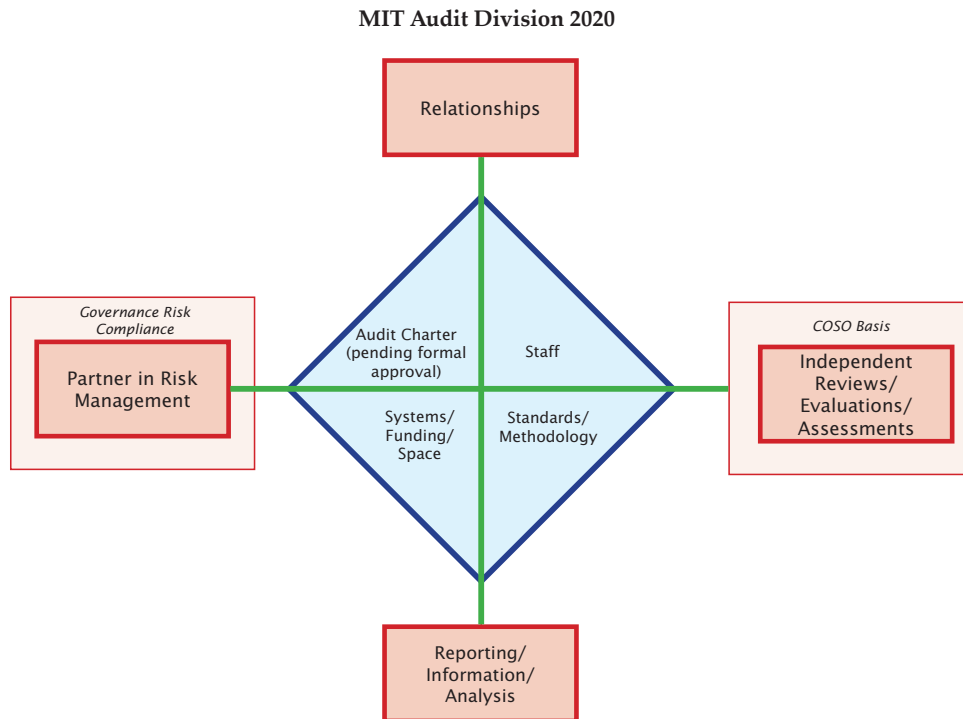 MIT Audit Division 2020
Relationships
Governance Risk
Compliance
Partner in Risk
Management
Audit Charter
(pending formal
approval)
Staff
Systems/
Funding/
Space
Standards/
Methodology
COSO Basis
Independent
Reviews/
Evaluations/
Assessments
Reporting/
Information/
Analysis